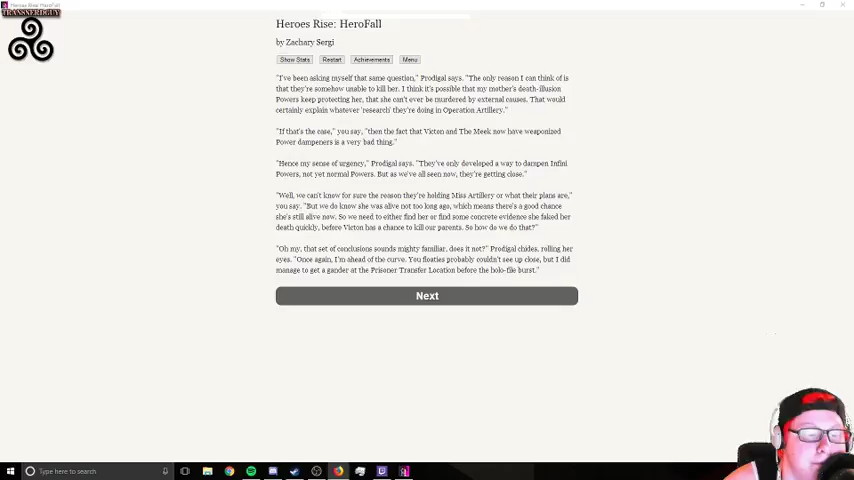 Heroes Rise: HeroFall
TRANSNERDGUY
Heroes Rise: HeroFall
by Zachary Sergi
Show Stats Restart Achievements Menu
"I've been asking myself that same question," Prodigal says. "The only reason I can think of is
that they're somehow unable to kill her. I think it's possible that my mother's death-illusion
Powers keep protecting her, that she can't ever be murdered by external causes. That would
certainly explain whatever 'research' they're doing in Operation Artillery."
"If that's the case," you say, "then the fact that Victon and The Meek now have weaponized
Power dampeners is a very bad thing."
"Hence my sense of urgency," Prodigal says. "They've only developed a way to dampen Infini
Powers, not yet normal Powers. But as we've all seen now, they're getting close."
"Well, we can't know for sure the reason they're holding Miss Artillery or what their plans are,"
you say. "But we do know she was alive not too long ago, which means there's a good chance
she's still alive now. So we need to either find her or find some concrete evidence she faked her
death quickly, before Victon has a chance to kill our parents. So how do we do that?"
"Oh my, that set of conclusions sounds mighty familiar, does it not?" Prodigal chides, rolling her
eyes. "Once again, I'm ahead of the curve. You floaties probably couldn't see up close, but I did
manage to get a gander at the Prisoner Transfer Location before the holo-file burst."
Next
Type here to search